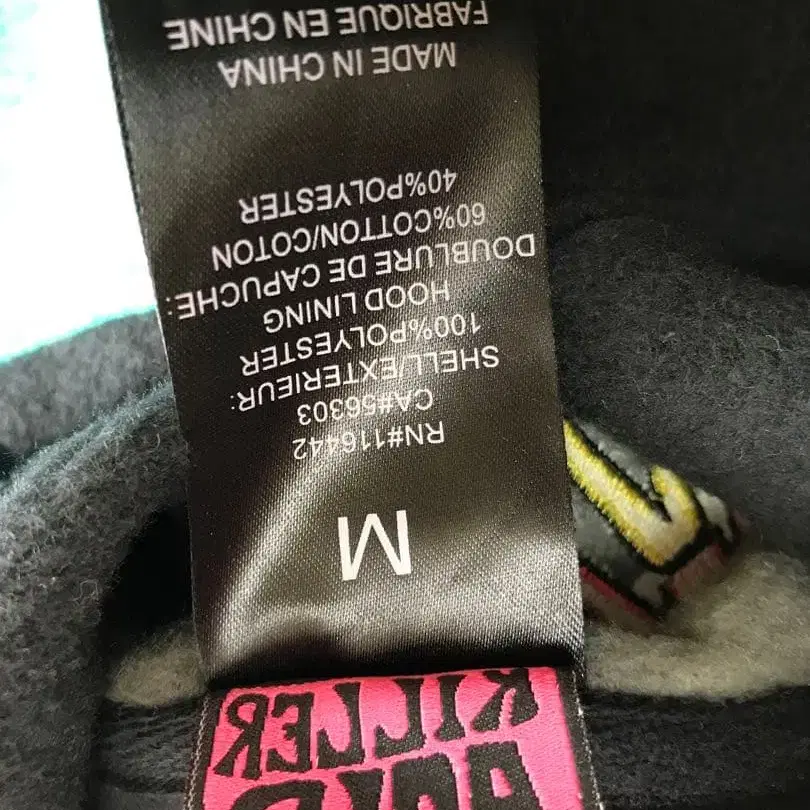 KILLER
M
RN#116442
CA#56303
SHELL/EXTERIEUR:
100%POLYESTER
HOOD LINING
DOUBLURE DE CAPUCHE:
60%COTTON/COTON
40%POLYESTER
MADE IN CHINA
FABRIQUE EN CHINE